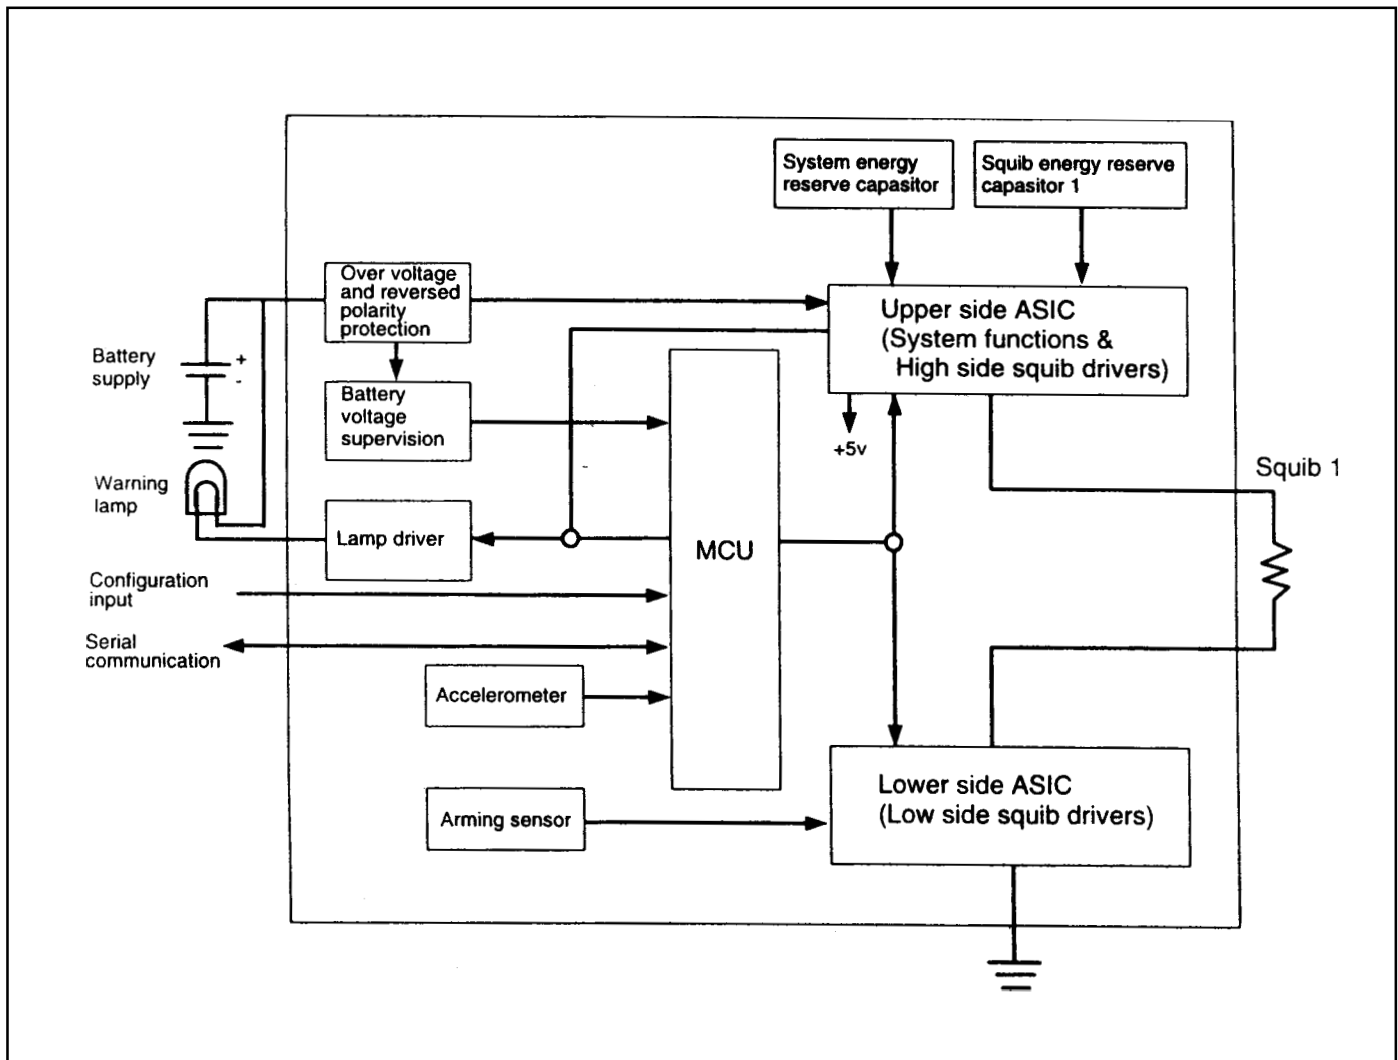 System energy
reserve capasitor
Squib energy reserve
capasitor 1
Over voltage
and reversed
polarity
protection
Upper side ASIC
(System functions &
High side squib drivers)
Battery
supply
+
-
Battery
voltage
supervision
+5v
Squib 1
Warning
lamp
Lamp driver
MCU
Configuration
input
Serial
communication
Accelerometer
Lower side ASIC
(Low side squib drivers)
Arming sensor